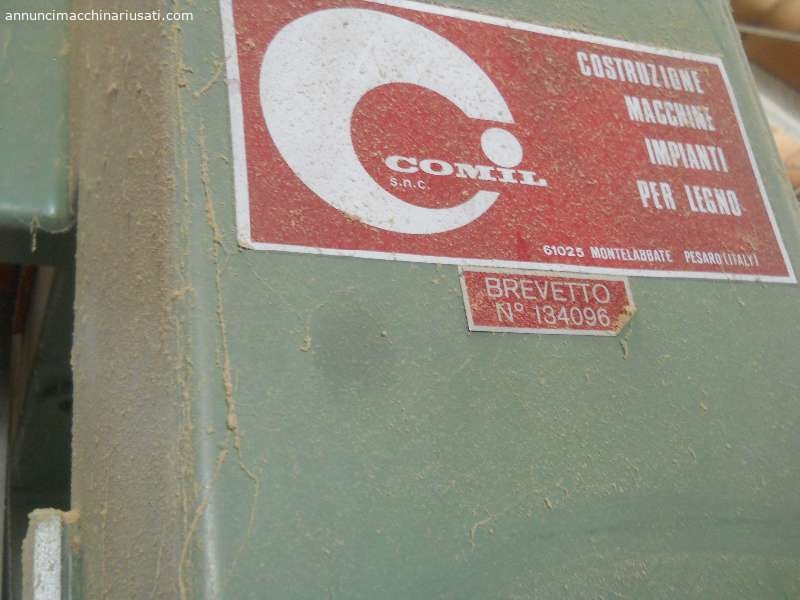 annuncimacchinariusati.com
COMIL
s.n.c.
COSTRUZIONE
MACCHINE
IMPIANTI
PER LEGNO
61025 MONTELABBATE PESARO (ITALY)
BREVETTO
N° 134096